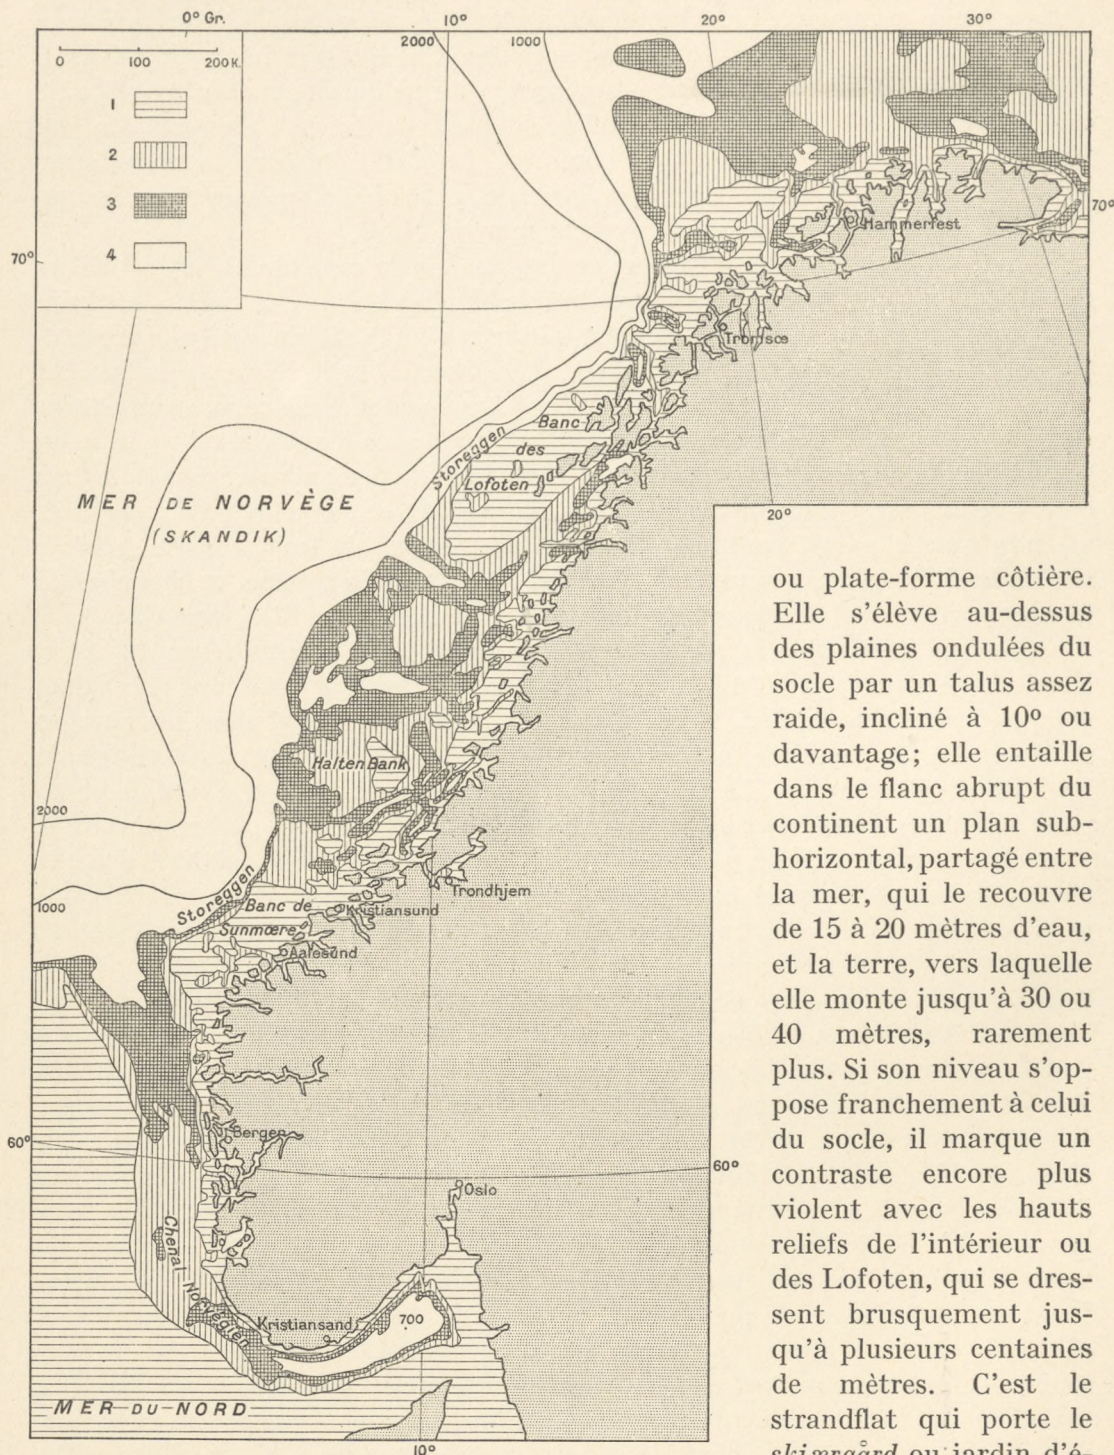 0° Gr.
10°
20°
30°
2000
1000
0 100 200 K.
1
2
3
4
70°
70°
Hammerfest
Tromsœ
Storeggen
Banc
des
Lofoten
MER DE NORVÈGE
(SKANDIK)
20°
Halten Bank
2000
1000
Trondhjem
Storeggen
Banc de
Sunmœre
Kristiansund
Aalesund
60°
Bergen
60°
Oslo
Chenal Norvégien
Kristiansand
700
MER DU NORD
10°
ou plate-forme côtière.
Elle s'élève au-dessus
des plaines ondulées du
socle par un talus assez
raide, incliné à 10° ou
davantage; elle entaille
dans le flanc abrupt du
continent un plan sub-
horizontal, partagé entre
la mer, qui le recouvre
de 15 à 20 mètres d'eau,
et la terre, vers laquelle
elle monte jusqu'à 30 ou
40 mètres, rarement
plus. Si son niveau s'op-
pose franchement à celui
du socle, il marque un
contraste encore plus
violent avec les hauts
reliefs de l'intérieur ou
des Lofoten, qui se dres-
sent brusquement jus-
qu'à plusieurs centaines
de mètres. C'est le
strandflat qui porte le
skjærgård ou jardin d'é-